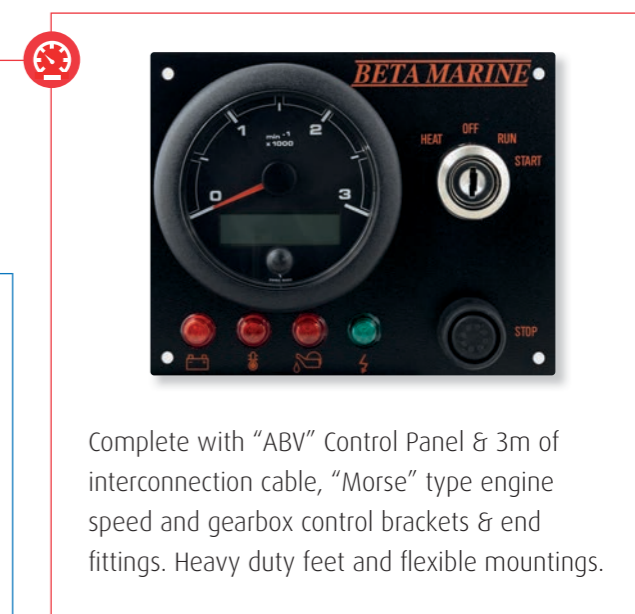 BETA MARINE
OFF
HEAT RUN
START
1 2
min⁻¹
x 1000
0 3
STOP
Complete with “ABV” Control Panel & 3m of
interconnection cable, “Morse” type engine
speed and gearbox control brackets & end
fittings. Heavy duty feet and flexible mountings.